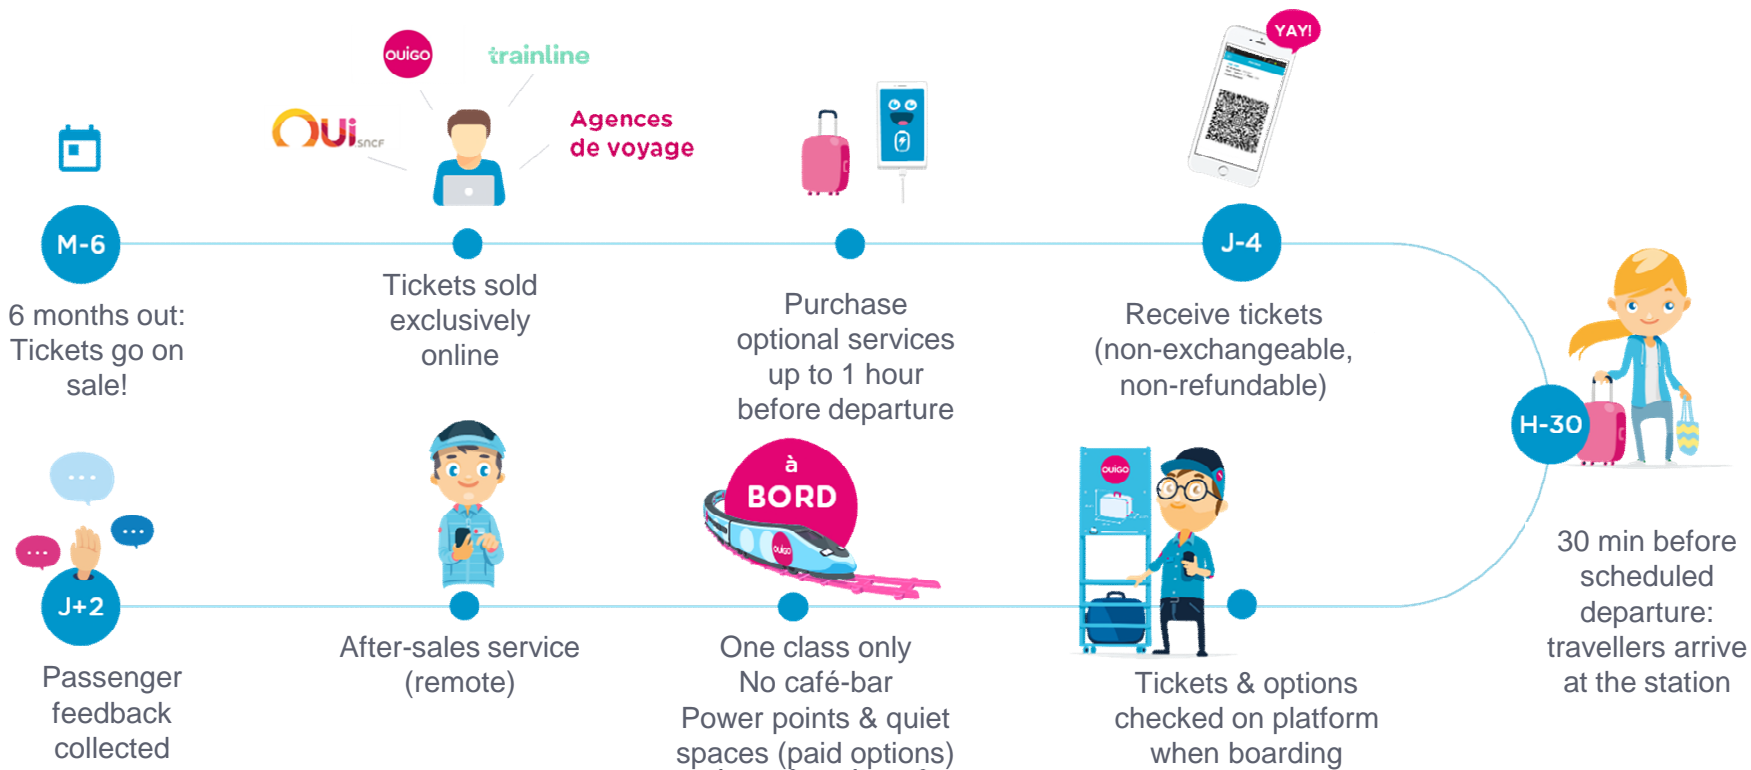 OUIGO
trainline
OUi
SNCF
Agences
de voyage
YAY!
M-6
J-4
6 months out:
Tickets go on
sale!
Tickets sold
exclusively
online
Purchase
optional services
up to 1 hour
before departure
Receive tickets
(non-exchangeable,
non-refundable)
H-30
30 min before
scheduled
departure:
travellers arrive
at the station
OUIGO
Tickets & options
checked on platform
when boarding
à
BORD
OUIGO
One class only
No café-bar
Power points & quiet
spaces (paid options)
After-sales service
(remote)
J+2
Passenger
feedback
collected